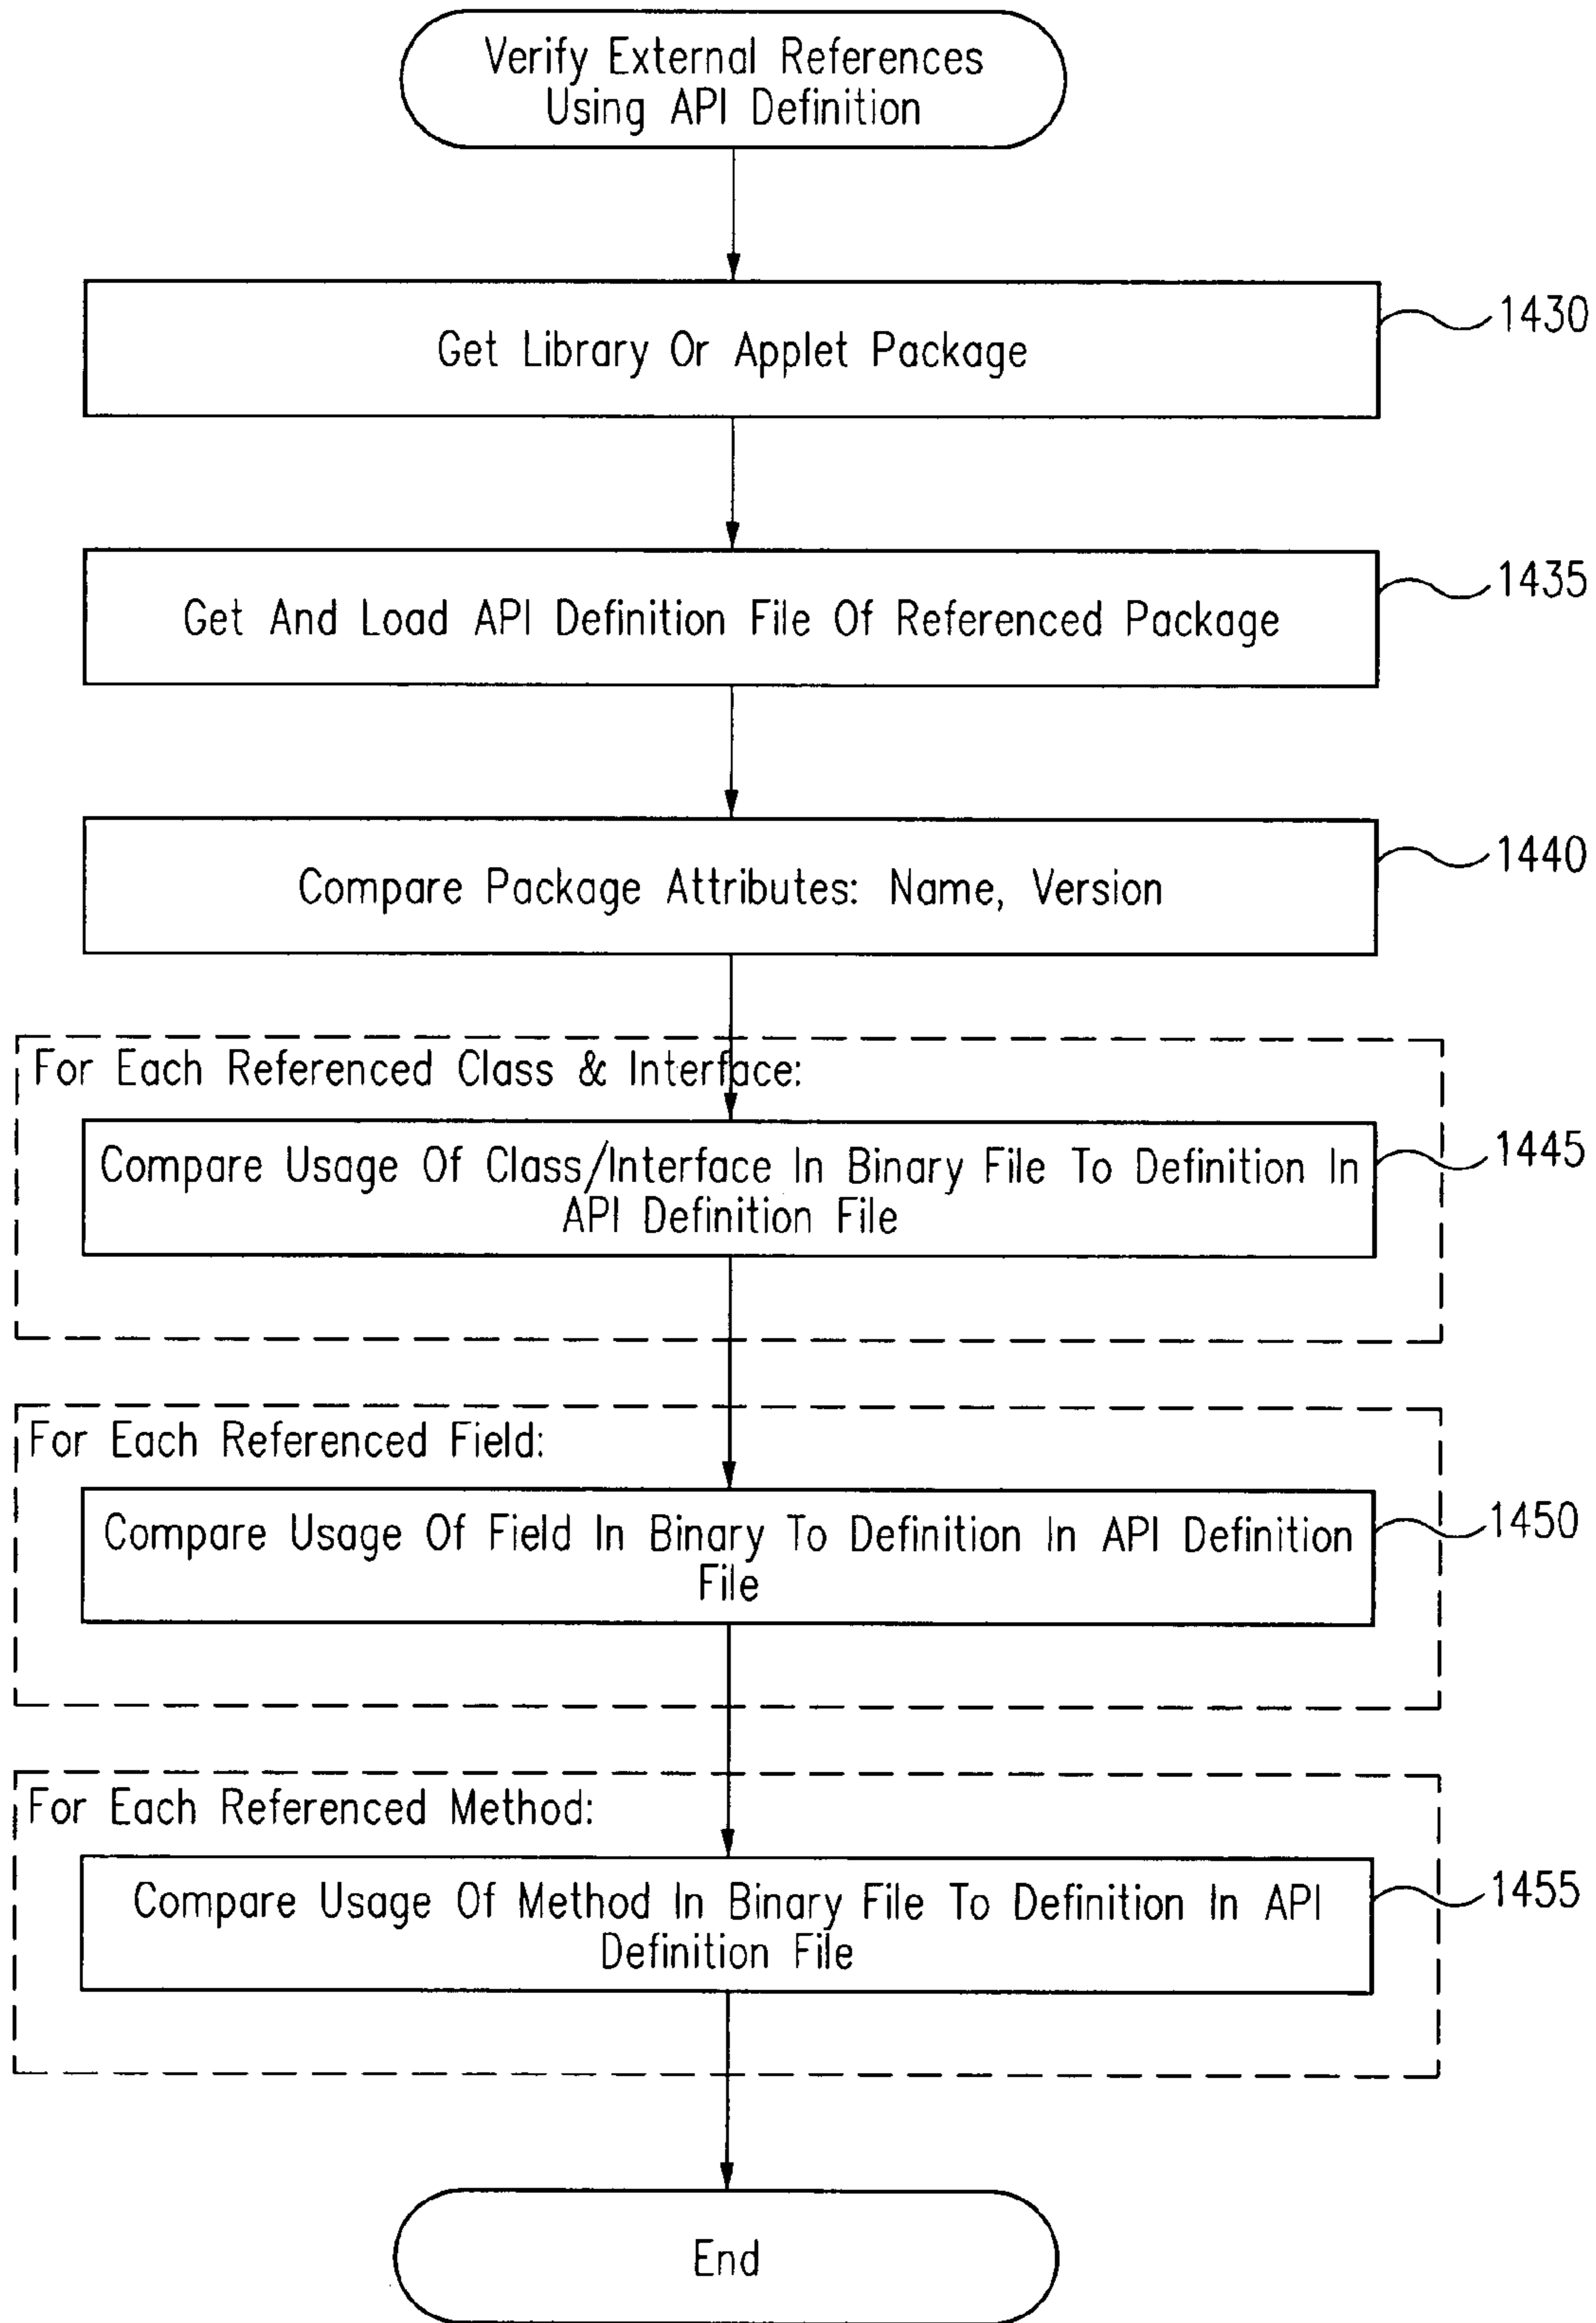 Verify External References
Using API Definition
Get Library Or Applet Package
1430
Get And Load API Definition File Of Referenced Package
1435
Compare Package Attributes: Name, Version
1440
For Each Referenced Class & Interface:
Compare Usage Of Class/Interface In Binary File To Definition In
API Definition File
1445
For Each Referenced Field:
Compare Usage Of Field In Binary To Definition In API Definition
File
1450
For Each Referenced Method:
Compare Usage Of Method In Binary File To Definition In API
Definition File
1455
End